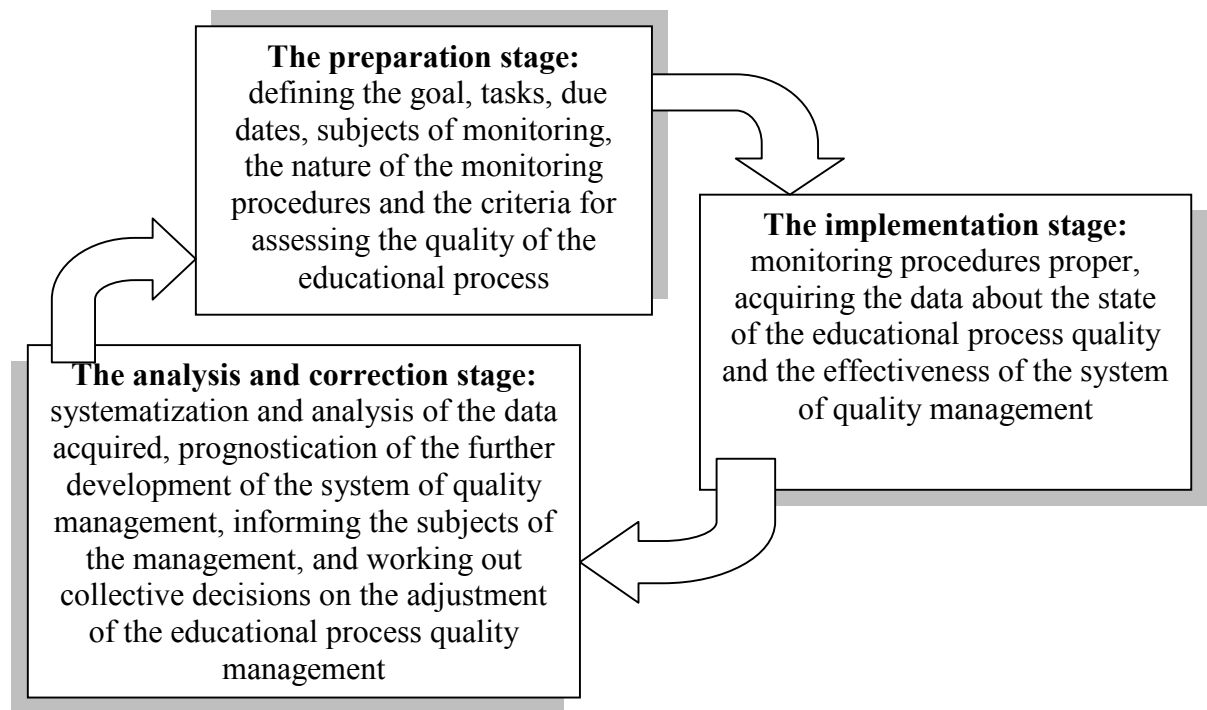 The preparation stage:
defining the goal, tasks, due
dates, subjects of monitoring,
the nature of the monitoring
procedures and the criteria for
assessing the quality of the
educational process
The implementation stage:
monitoring procedures proper,
acquiring the data about the state
of the educational process quality
and the effectiveness of the system
of quality management
The analysis and correction stage:
systematization and analysis of the data
acquired, prognostication of the further
development of the system of quality
management, informing the subjects of
the management, and working out
collective decisions on the adjustment
of the educational process quality
management